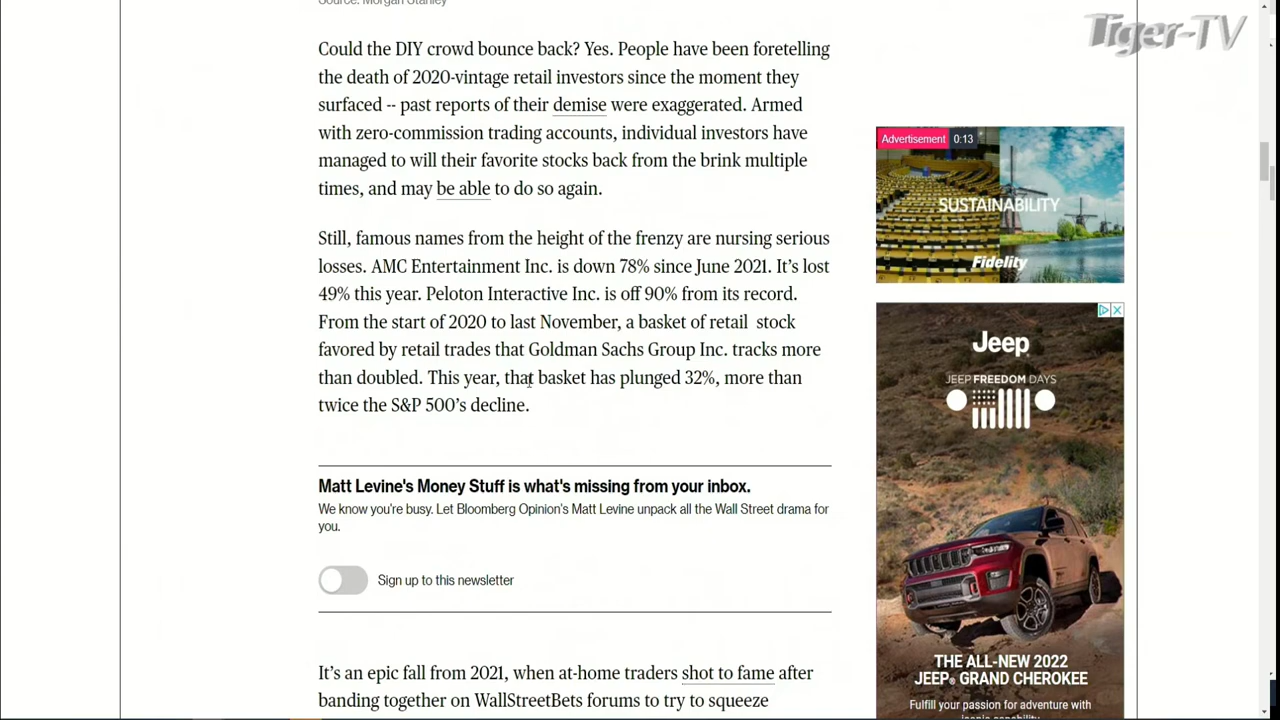 Source: Morgan Stanley
Tiger-TV
Could the DIY crowd bounce back? Yes. People have been foretelling
the death of 2020-vintage retail investors since the moment they
surfaced -- past reports of their demise were exaggerated. Armed
with zero-commission trading accounts, individual investors have
managed to will their favorite stocks back from the brink multiple
times, and may be able to do so again.
Still, famous names from the height of the frenzy are nursing serious
losses. AMC Entertainment Inc. is down 78% since June 2021. It's lost
49% this year. Peloton Interactive Inc. is off 90% from its record.
From the start of 2020 to last November, a basket of retail stock
favored by retail trades that Goldman Sachs Group Inc. tracks more
than doubled. This year, that basket has plunged 32%, more than
twice the S&P 500's decline.
Matt Levine's Money Stuff is what's missing from your inbox.
We know you're busy. Let Bloomberg Opinion's Matt Levine unpack all the Wall Street drama for
you.
Sign up to this newsletter
It's an epic fall from 2021, when at-home traders shot to fame after
banding together on WallStreetBets forums to try to squeeze
Advertisement 0:13
SUSTAINABILITY
Fidelity
Jeep
JEEP FREEDOM DAYS
THE ALL-NEW 2022
JEEP® GRAND CHEROKEE
Fulfill your passion for adventure with
iconic capability